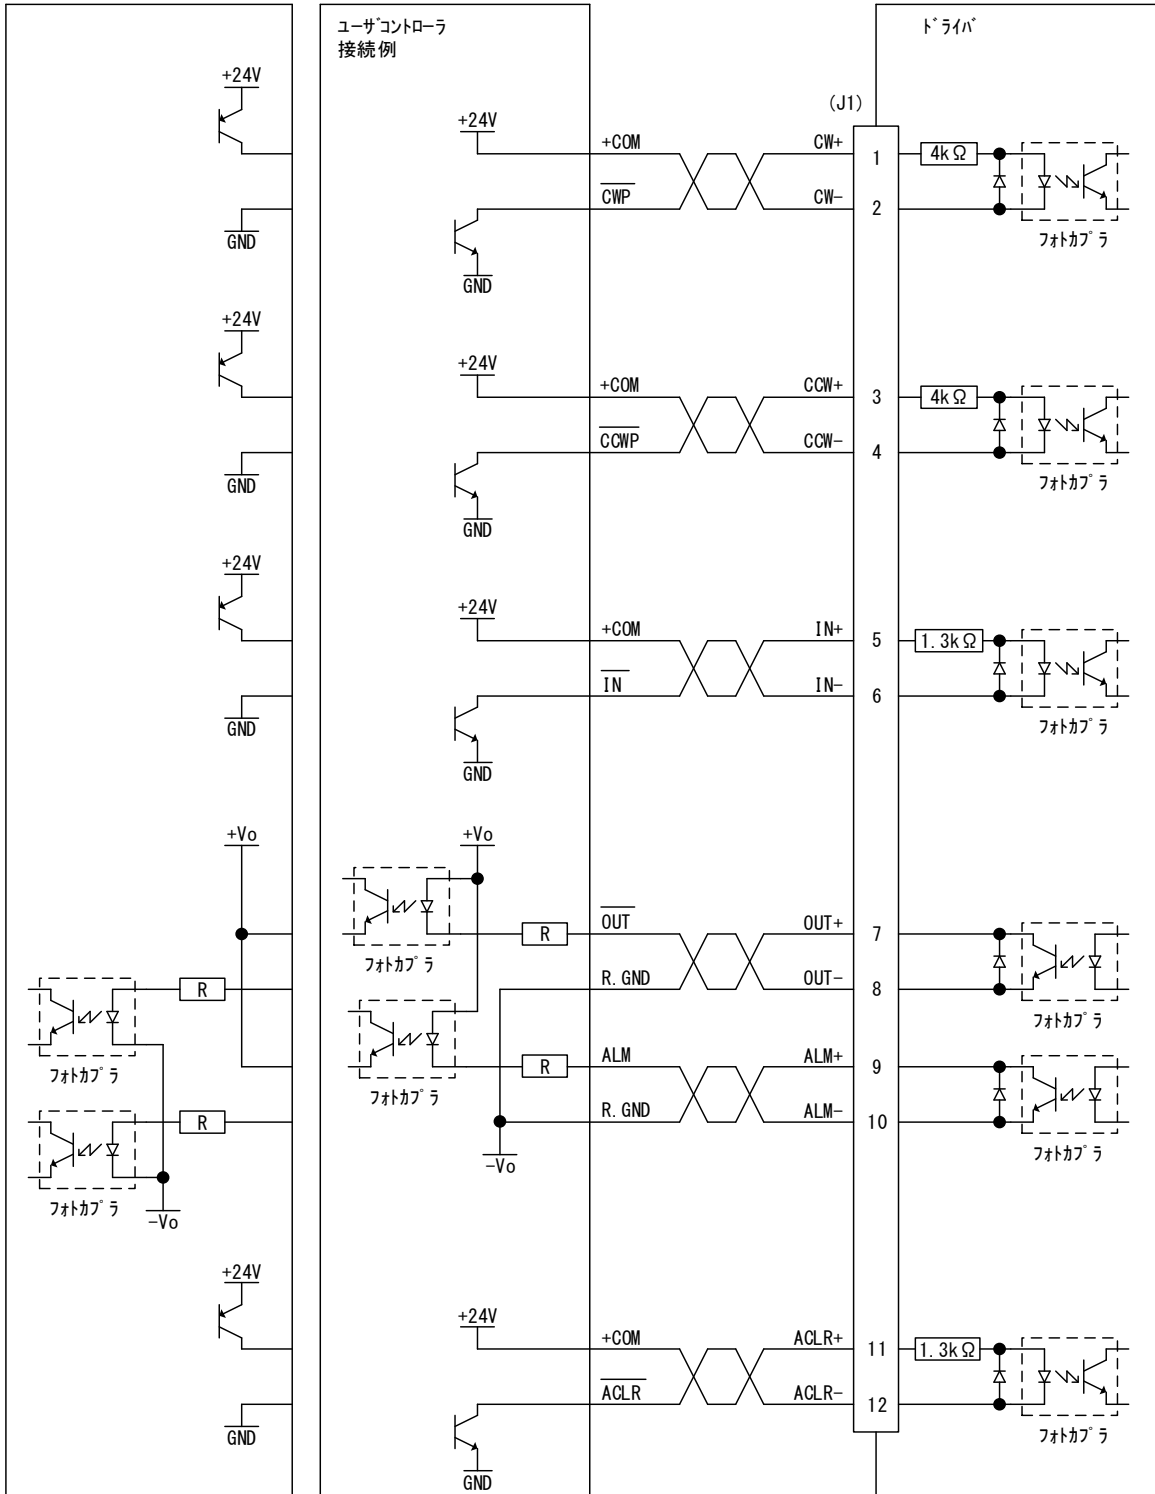 ユーザコントローラ
接続例
ドライバ
+24V
GND
+24V
GND
+24V
GND
+Vo
R
フォトカプラ
R
フォトカプラ
-Vo
+24V
GND
+24V
+COM
CWP
GND
+24V
+COM
CCWP
GND
+24V
+COM
IN
GND
+Vo
フォトカプラ
R
OUT
R.GND
フォトカプラ
R
ALM
R.GND
-Vo
+24V
+COM
ACLR
GND
(J1)
CW+
1
4kΩ
CW-
2
フォトカプラ
CCW+
3
4kΩ
CCW-
4
フォトカプラ
IN+
5
1.3kΩ
IN-
6
フォトカプラ
OUT+
7
OUT-
8
フォトカプラ
ALM+
9
ALM-
10
フォトカプラ
ACLR+
11
1.3kΩ
ACLR-
12
フォトカプラ